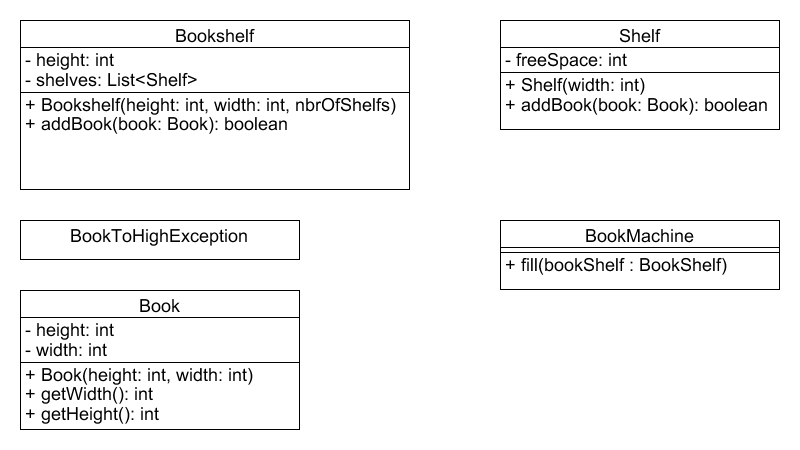 Bookshelf
- height: int
- shelves: List<Shelf>
+ Bookshelf(height: int, width: int, nbrOfShelfs)
+ addBook(book: Book): boolean
Shelf
- freeSpace: int
+ Shelf(width: int)
+ addBook(book: Book): boolean
BookToHighException
BookMachine
+ fill(bookShelf : BookShelf)
Book
- height: int
- width: int
+ Book(height: int, width: int)
+ getWidth(): int
+ getHeight(): int